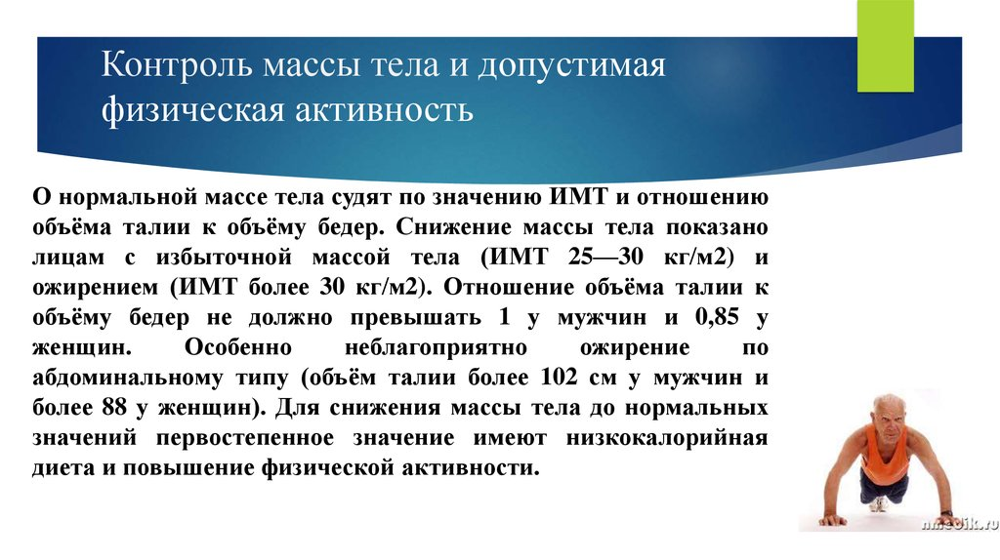 Контроль массы тела и допустимая
физическая активность
О нормальной массе тела судят по значению ИМТ и отношению
объёма талии к объёму бедер. Снижение массы тела показано
лицам с избыточной массой тела (ИМТ 25—30 кг/м2) и
ожирением (ИМТ более 30 кг/м2). Отношение объёма талии к
объёму бедер не должно превышать 1 у мужчин и 0,85 у
женщин. Особенно неблагоприятно ожирение по
абдоминальному типу (объём талии более 102 см у мужчин и
более 88 у женщин). Для снижения массы тела до нормальных
значений первостепенное значение имеют низкокалорийная
диета и повышение физической активности.
nmedik.ru